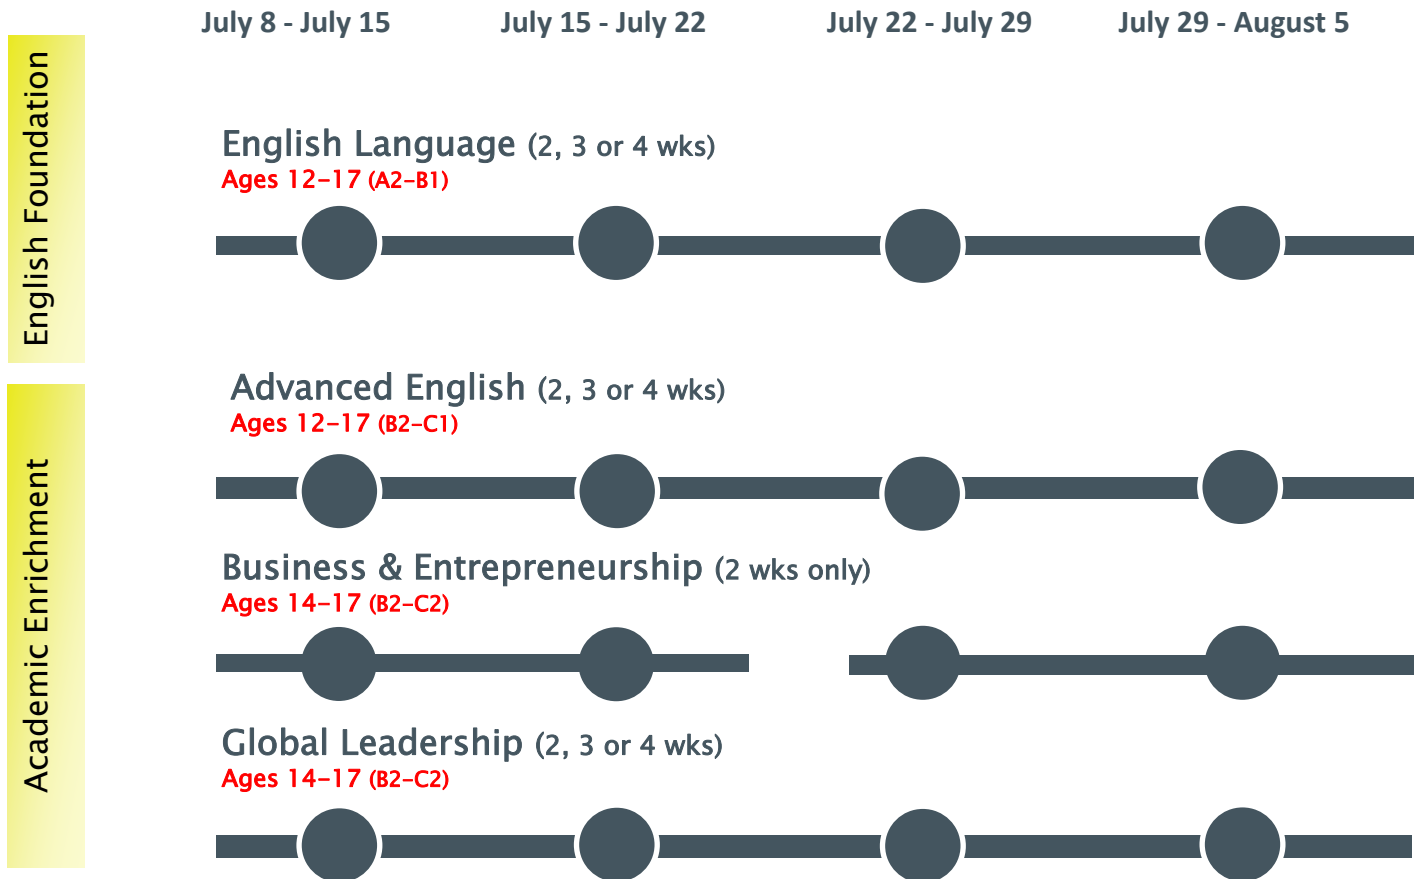 July 8 - July 15
July 15 - July 22
July 22 - July 29
July 29 - August 5
English Foundation
English Language (2, 3 or 4 wks)
Ages 12–17 (A2–B1)
Academic Enrichment
Advanced English (2, 3 or 4 wks)
Ages 12–17 (B2–C1)
Business & Entrepreneurship (2 wks only)
Ages 14–17 (B2–C2)
Global Leadership (2, 3 or 4 wks)
Ages 14–17 (B2–C2)